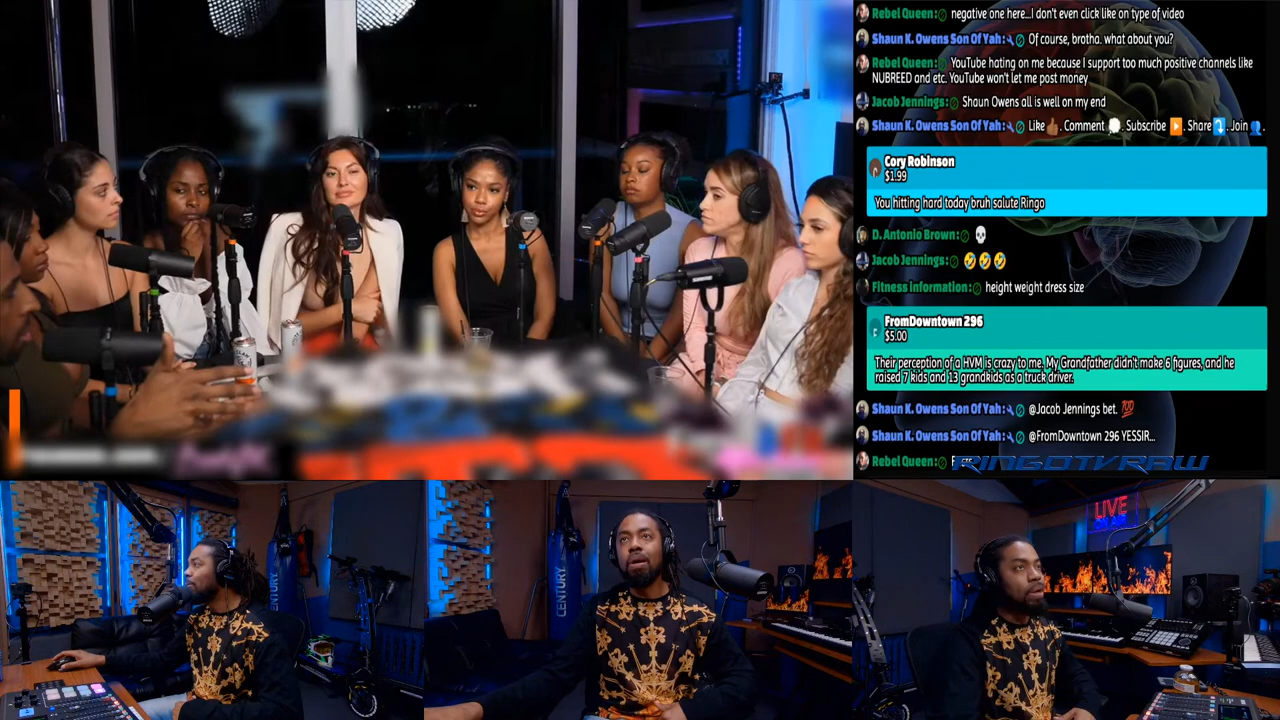 Rebel Queen: negative one here...I don't even click like on type of video
Shaun K. Owens Son Of Yah: Of course, brotha. what about you?
Rebel Queen: YouTube hating on me because I support too much positive channels like
NUBREED and etc. YouTube won't let me post money
Jacob Jennings: Shaun Owens all is well on my end
Shaun K. Owens Son Of Yah: Like 👍🏾. Comment 💬. Subscribe ▶️. Share ⤵️. Join 👥.
Cory Robinson
$1.99
You hitting hard today bruh salute Ringo
D. Antonio Brown: 💀
Jacob Jennings: 🤣🤣🤣
Fitness information: height weight dress size
FromDowntown 296
$5.00
Their perception of a HVM is crazy to me. My Grandfather didn't make 6 figures, and he
raised 7 kids and 13 grandkids as a truck driver.
Shaun K. Owens Son Of Yah: @Jacob Jennings bet. 💯
Shaun K. Owens Son Of Yah: @FromDowntown 296 YESSIR...
Rebel Queen:
RINGOTVRAW
CENTURY
CENTURY
LIVE
ON AIR